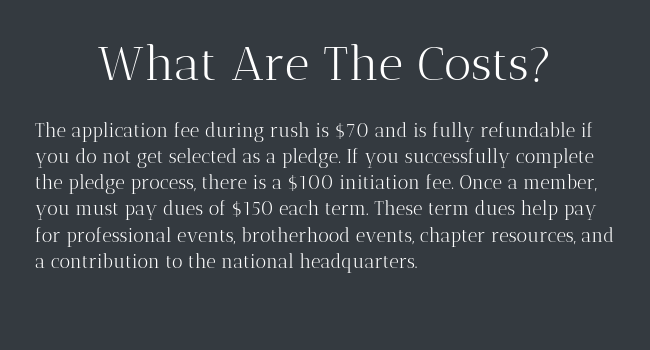 What Are The Costs?
The application fee during rush is $70 and is fully refundable if
you do not get selected as a pledge. If you successfully complete
the pledge process, there is a $100 initiation fee. Once a member,
you must pay dues of $150 each term. These term dues help pay
for professional events, brotherhood events, chapter resources, and
a contribution to the national headquarters.